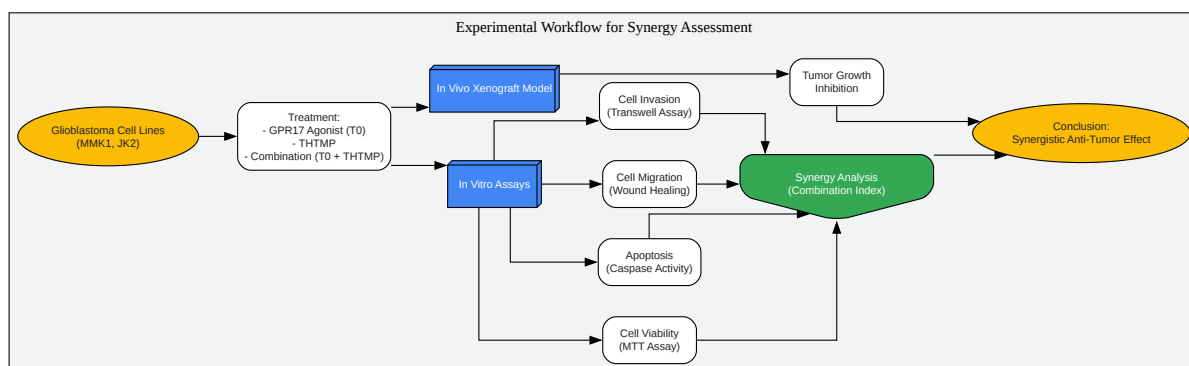 Experimental Workflow for Synergy Assessment
Glioblastoma Cell Lines
(MMK1, JK2)
Treatment:
- GPR17 Agonist (T0)
- THTMP
- Combination (T0 + THTMP)
In Vivo Xenograft Model
In Vitro Assays
Cell Invasion
(Transwell Assay)
Cell Migration
(Wound Healing)
Apoptosis
(Caspase Activity)
Cell Viability
(MTT Assay)
Tumor Growth
Inhibition
Synergy Analysis
(Combination Index)
Conclusion:
Synergistic Anti-Tumor Effect